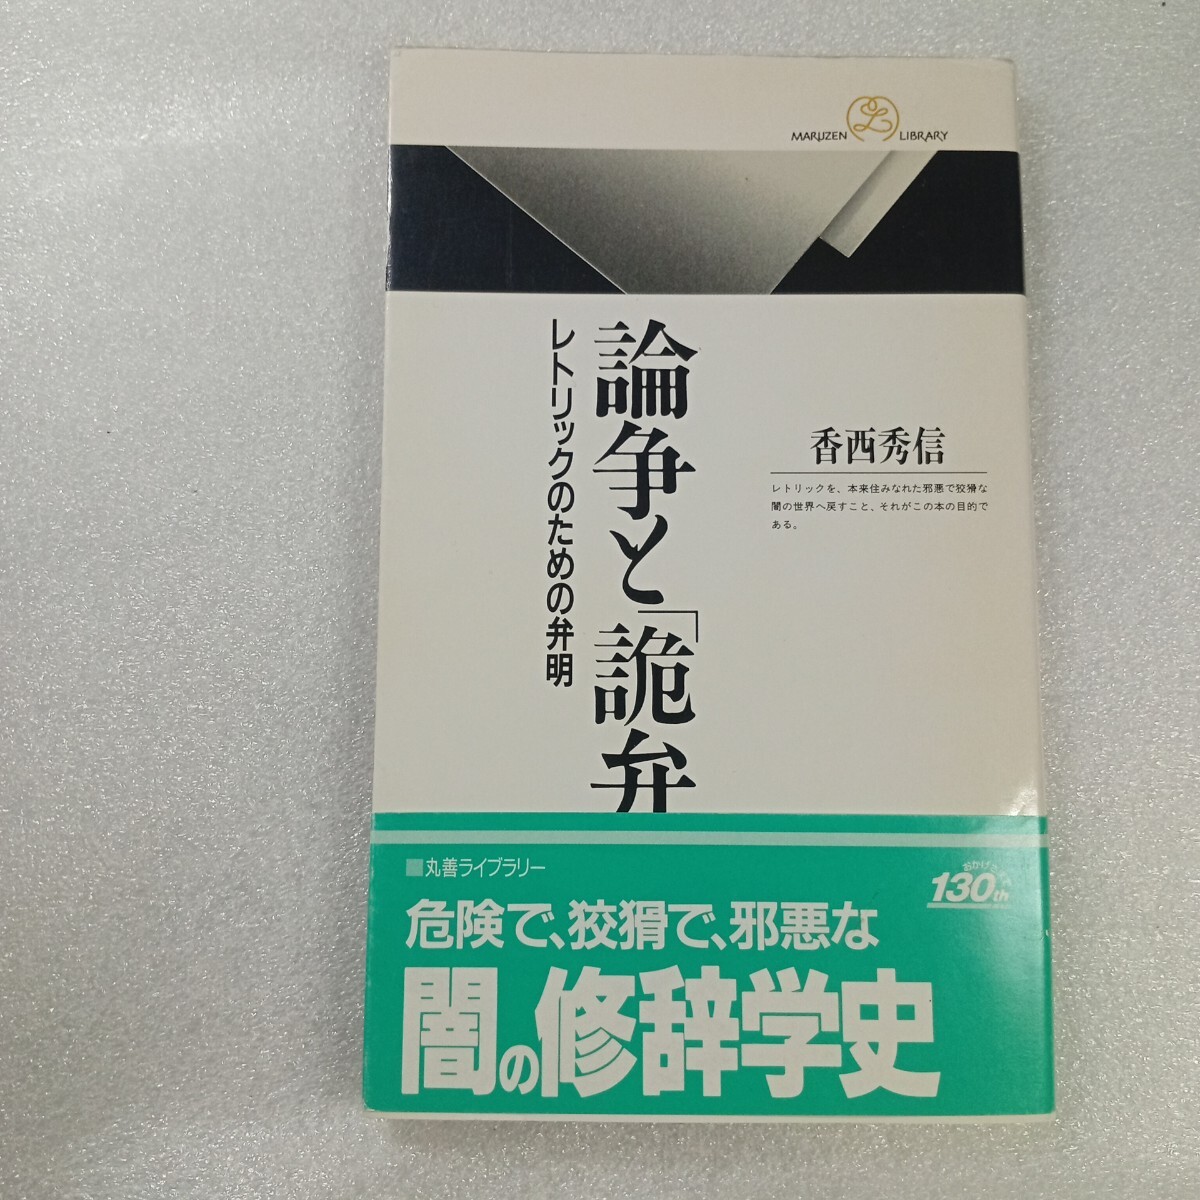 MARUZEN LIBRARY
論争と「詭弁
レトリックのための弁明
香西秀信
レトリックを、本来住みなれた邪悪で狡猾な
闇の世界へ戻すこと、それがこの本の目的で
ある。
丸善ライブラリー
130th
危険で、狡猾で、邪悪な
闇の修辞学史